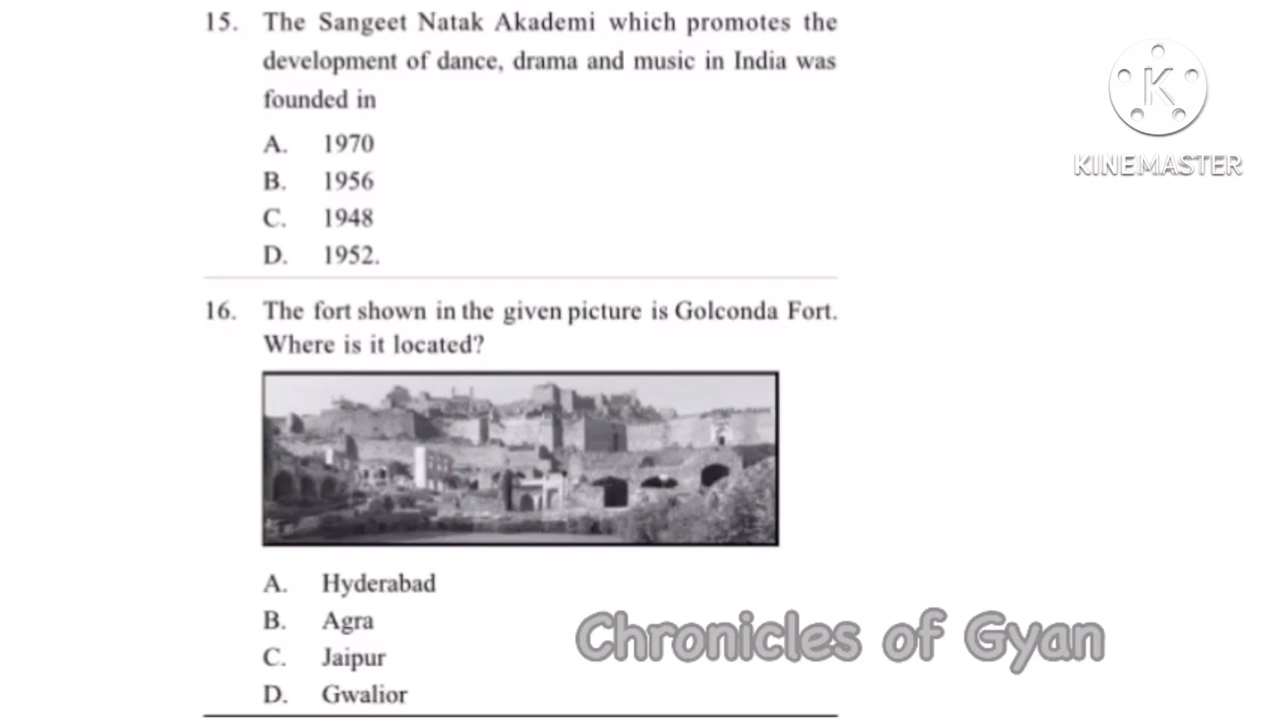 15. The Sangeet Natak Akademi which promotes the
development of dance, drama and music in India was
founded in
A. 1970
B. 1956
C. 1948
D. 1952.
16. The fort shown in the given picture is Golconda Fort.
Where is it located?
A. Hyderabad
B. Agra
C. Jaipur
D. Gwalior
K
KINEMASTER
Chronicles of Gyan